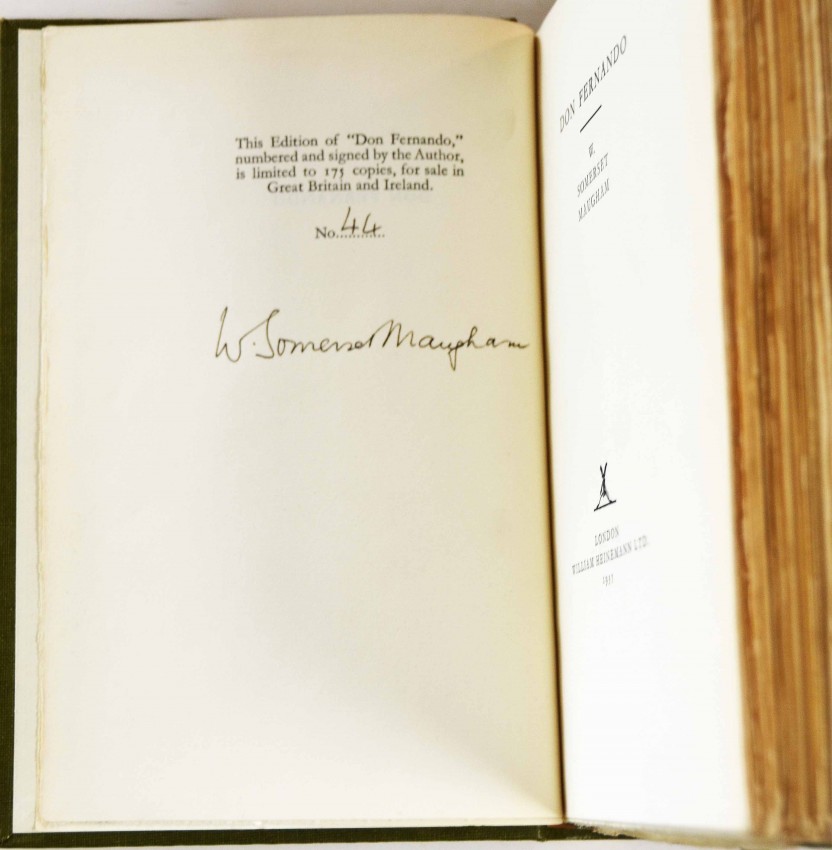 This Edition of "Don Fernando,"
numbered and signed by the Author,
is limited to 175 copies, for sale in
Great Britain and Ireland.
No............44
W. Somerset Maugham
DON FERNANDO
W.
SOMERSET
MAUGHAM
LONDON
WILLIAM HEINEMANN LTD.
1935